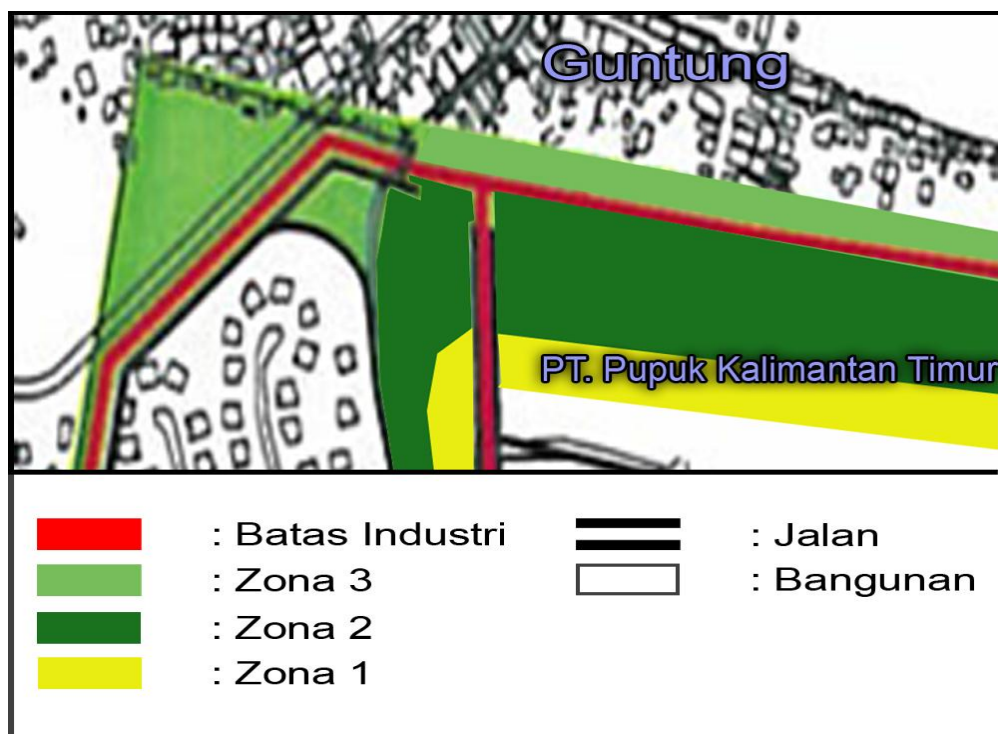 Guntung
PT. Pupuk Kalimantan Timur
: Batas Industri
: Zona 3
: Zona 2
: Zona 1
: Jalan
: Bangunan